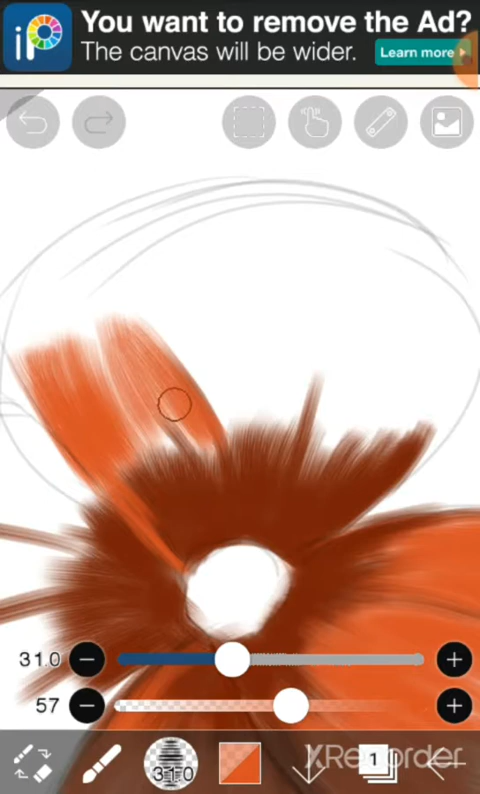 iP
You want to remove the Ad?
The canvas will be wider.
Learn more
31.0
57
31.0
1
XRecorder